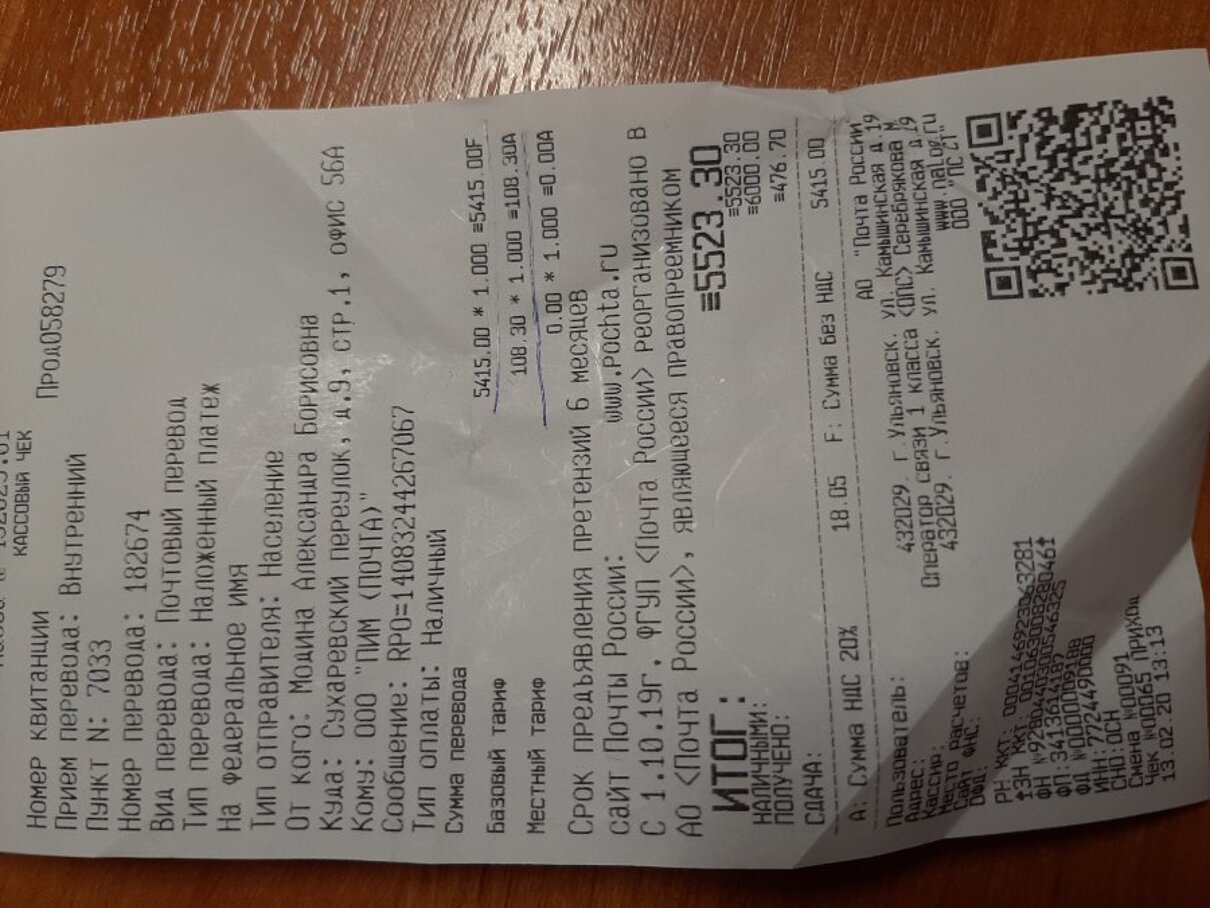 КАССОВЫЙ ЧЕК
НОМЕР КВИТАНЦИИ Прод058279
Прием перевода: Внутренний
Пункт N: 7033
Номер перевода: 182674
Вид перевода: Почтовый перевод
Тип перевода: Наложенный платеж
На федеральное имя
Тип отправителя: Население
От кого: Модина Александра Борисовна
Куда: Сухаревский переулок, д.9, стр.1, офис 56А
Кому: ООО "ПИМ (ПОЧТА)"
Сообщение: RPO=14083244267067
Тип оплаты: Наличный
Сумма перевода 5415.00 * 1.000 ≡5415.00F
Базовый тариф 108.30 * 1.000 ≡108.30A
Местный тариф 0.00 * 1.000 ≡0.00A
Срок предъявления претензий 6 месяцев
сайт Почты России: www.pochta.ru
С 1.10.19г. ФГУП <Почта России> реорганизовано в
АО <Почта России>, являющееся правопреемником
ИТОГ: ≡5523.30
НАЛИЧНЫМИ: ≡5523.30
ПОЛУЧЕНО: ≡6000.00
СДАЧА: ≡476.70
А: Сумма НДС 20% 18.05 F: Сумма без НДС 5415.00
Пользователь: АО "Почта России"
Адрес: 432029. г.Ульяновск. ул. Камышинская д.19
Кассир: Оператор связи 1 класса <ОПС> Серебрякова М
Место расчетов: 432029. г.Ульяновск. ул. Камышинская д.19
Сайт ФНС: www.nalog.ru
ОФД: ООО "ПС СТ"
РН ККТ: 0004146923063281
ЗН ККТ: 00106300828046
ФН №9280440300546325
ФП:3413614187
ФД №0000009188
ИНН:7724490000
СНО:ОСН
Смена №00091
Чек №00065 ПРИХОД
13.02.20 13:13